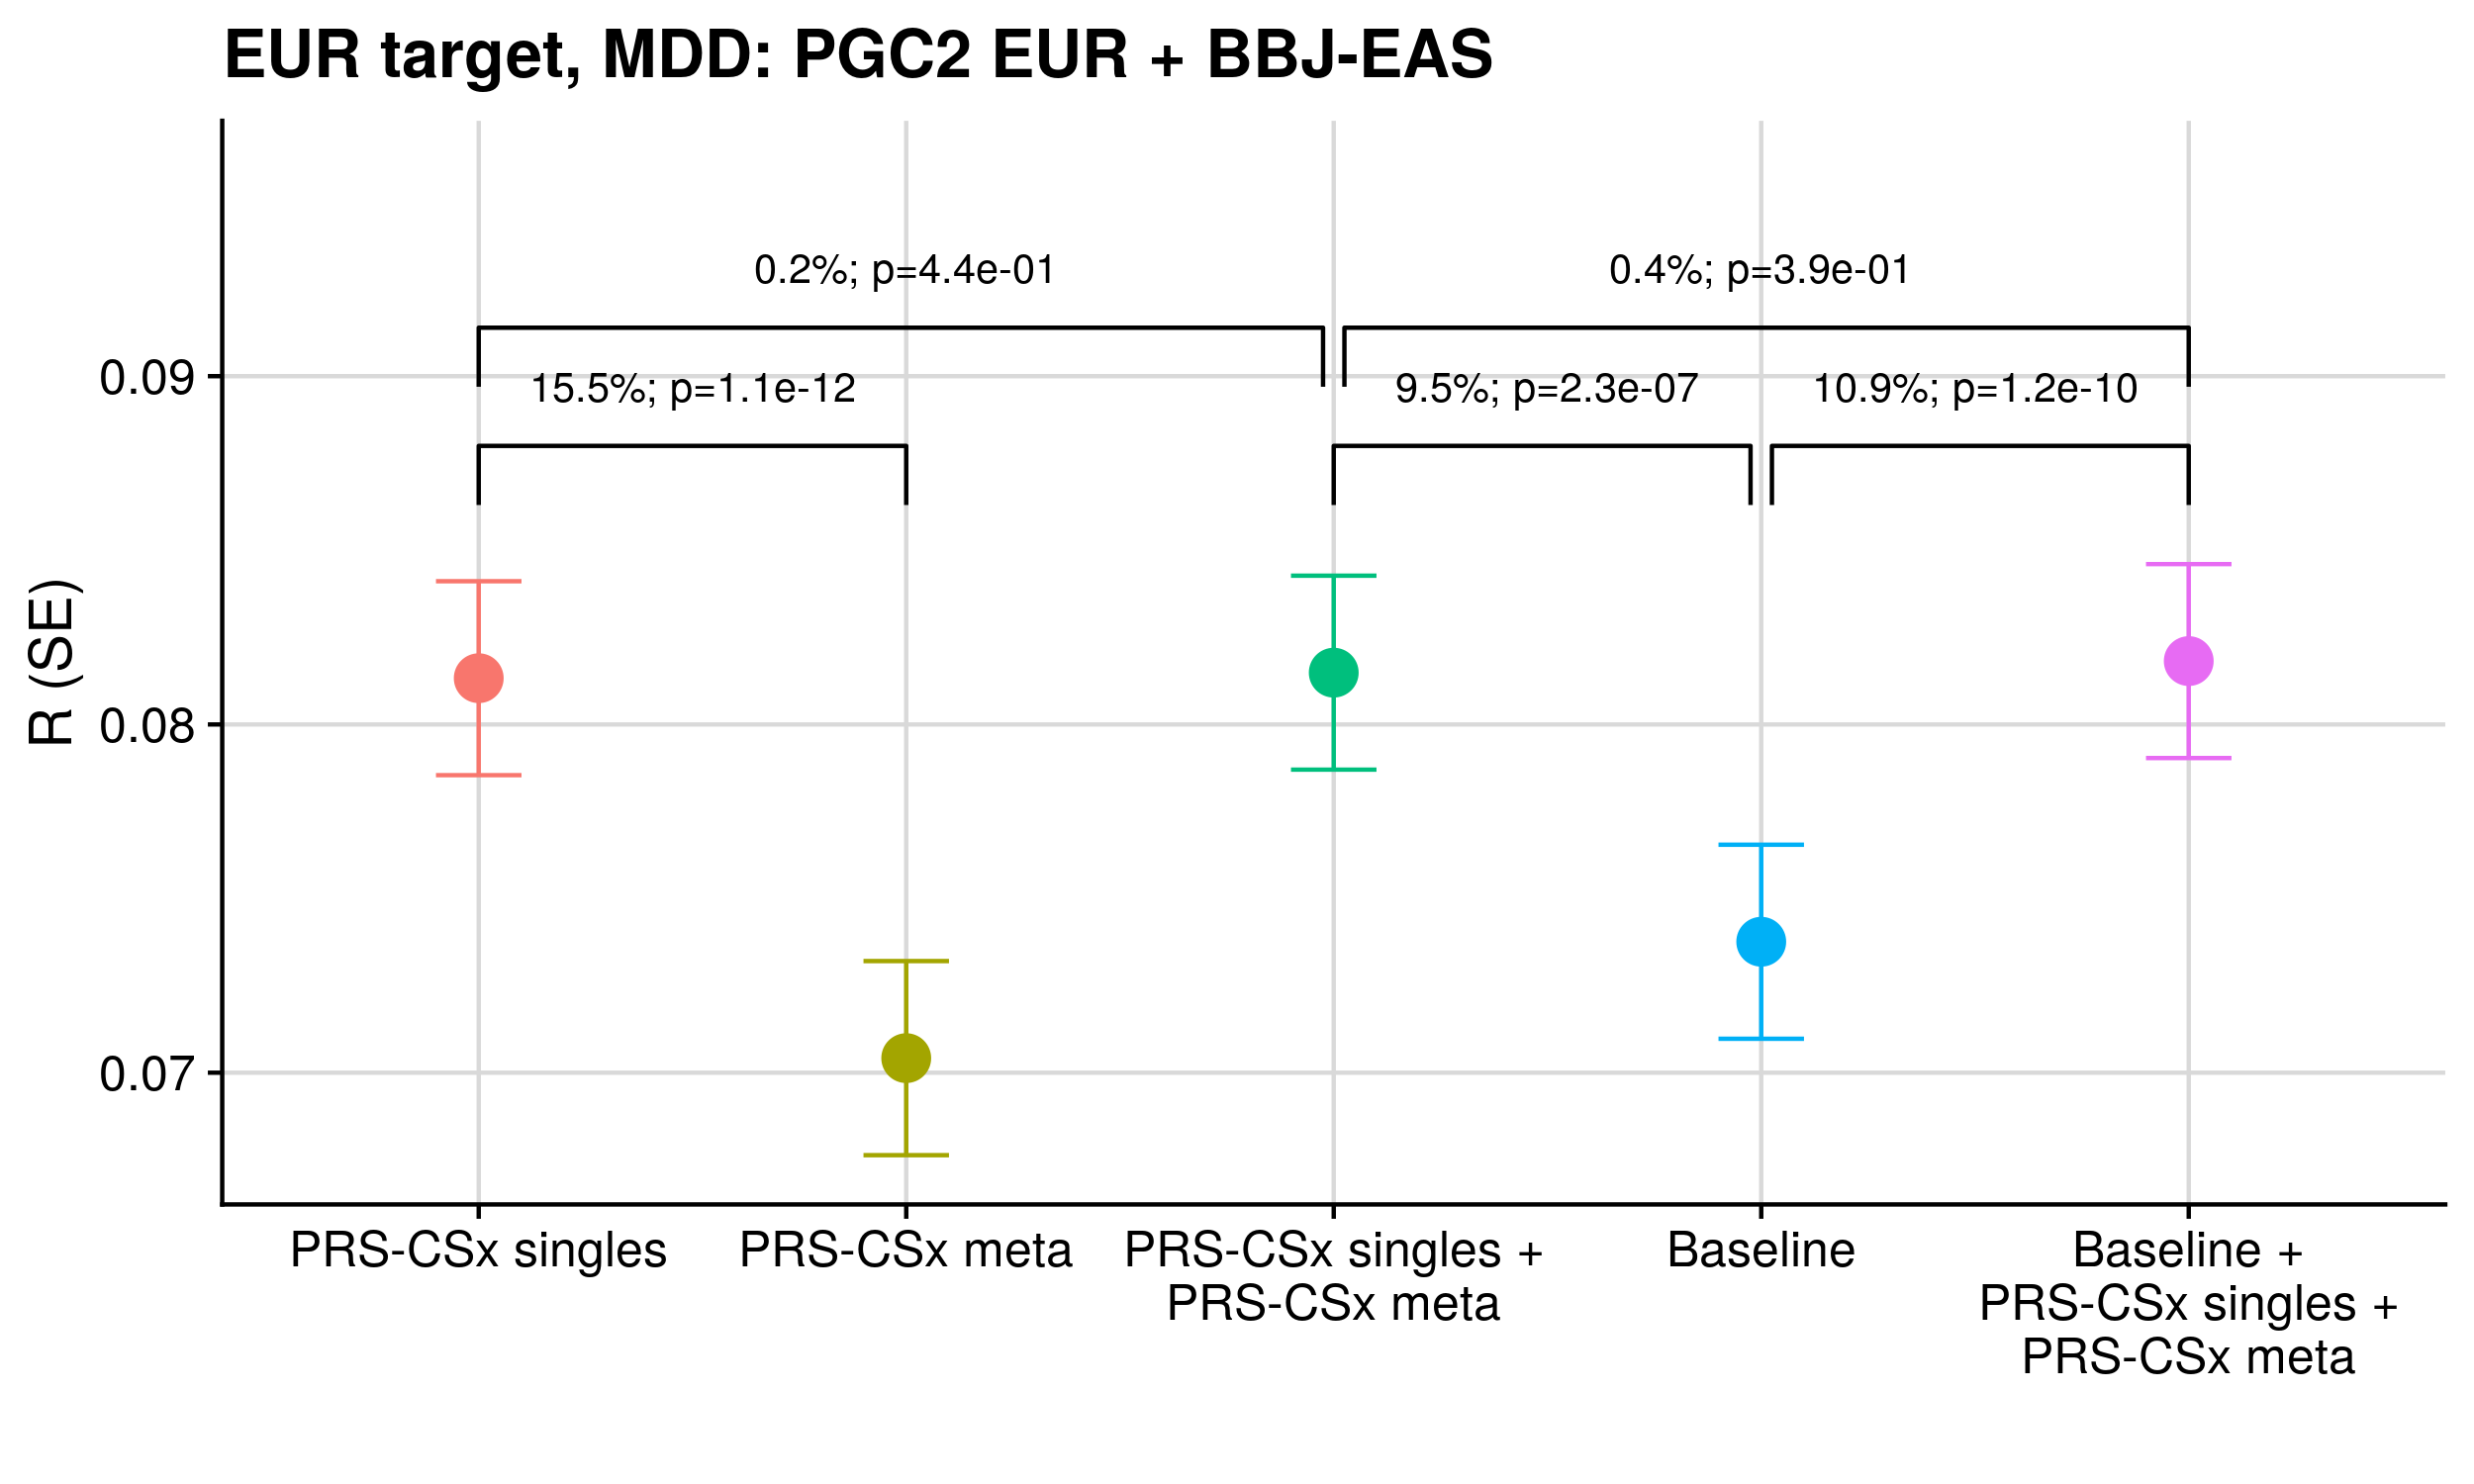 EUR target, MDD: PGC2 EUR + BBJ-EAS
R (SE)
0.09
0.08
0.07
0.2%; p=4.4e-01
0.4%; p=3.9e-01
15.5%; p=1.1e-12
9.5%; p=2.3e-07
10.9%; p=1.2e-10
PRS-CSx singles
PRS-CSx meta
PRS-CSx singles +
PRS-CSx meta
Baseline
Baseline +
PRS-CSx singles +
PRS-CSx meta